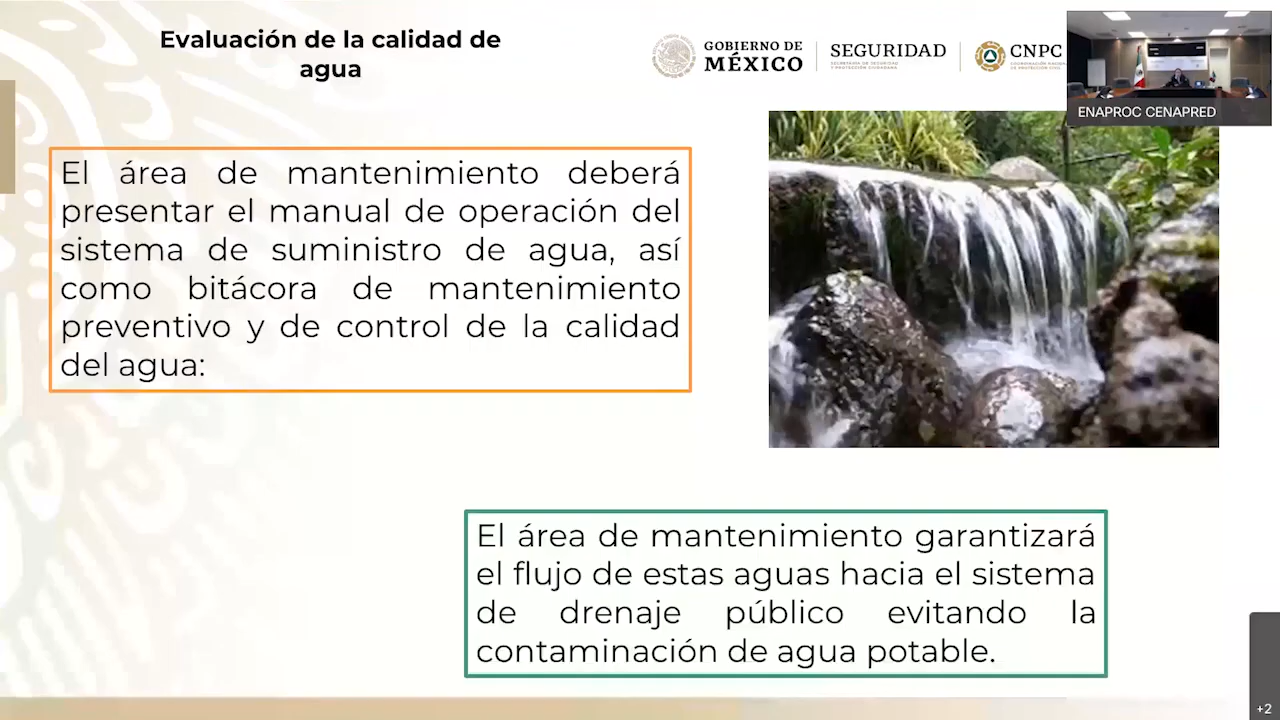 Evaluación de la calidad de
agua
GOBIERNO DE
MÉXICO
SEGURIDAD
SECRETARÍA DE SEGURIDAD
Y PROTECCIÓN CIUDADANA
CNPC
COORDINACIÓN NACIONAL
DE PROTECCIÓN CIVIL
ENAPROC CENAPRED
El área de mantenimiento deberá
presentar el manual de operación del
sistema de suministro de agua, así
como bitácora de mantenimiento
preventivo y de control de la calidad
del agua:
El área de mantenimiento garantizará
el flujo de estas aguas hacia el sistema
de drenaje público evitando la
contaminación de agua potable.
+2